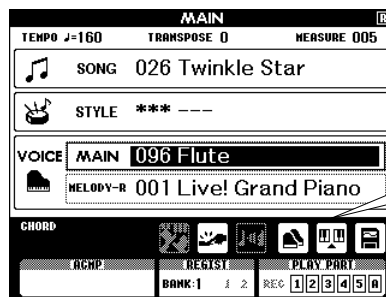 MAIN
TEMPO ♩=160 TRANSPOSE 0 MEASURE 005
SONG 026 Twinkle Star
STYLE *** ---
VOICE MAIN 096 Flute
MELODY-R 001 Live! Grand Piano
CHORD
ACMP REGIST PLAY PART
BANK:1 1 2 REC 1 2 3 4 5 A